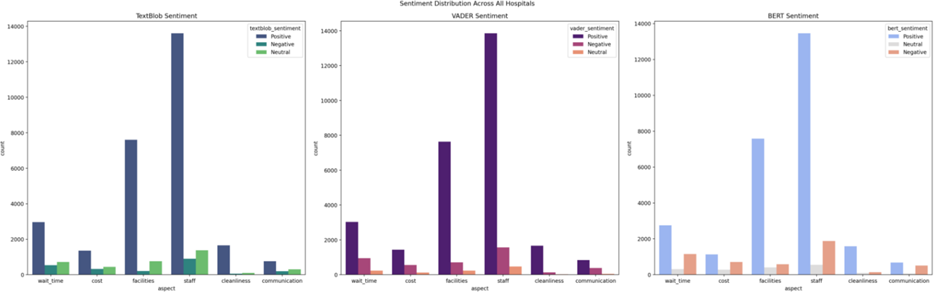 Sentiment Distribution Across All Hospitals
TextBlob Sentiment
textblob_sentiment
Positive
Negative
Neutral
14000
12000
10000
8000
6000
4000
2000
0
count
wait_time cost facilities staff cleanliness communication
aspect
VADER Sentiment
vader_sentiment
Positive
Negative
Neutral
14000
12000
10000
8000
6000
4000
2000
0
count
wait_time cost facilities staff cleanliness communication
aspect
BERT Sentiment
bert_sentiment
Positive
Neutral
Negative
14000
12000
10000
8000
6000
4000
2000
0
count
wait_time cost facilities staff cleanliness communication
aspect